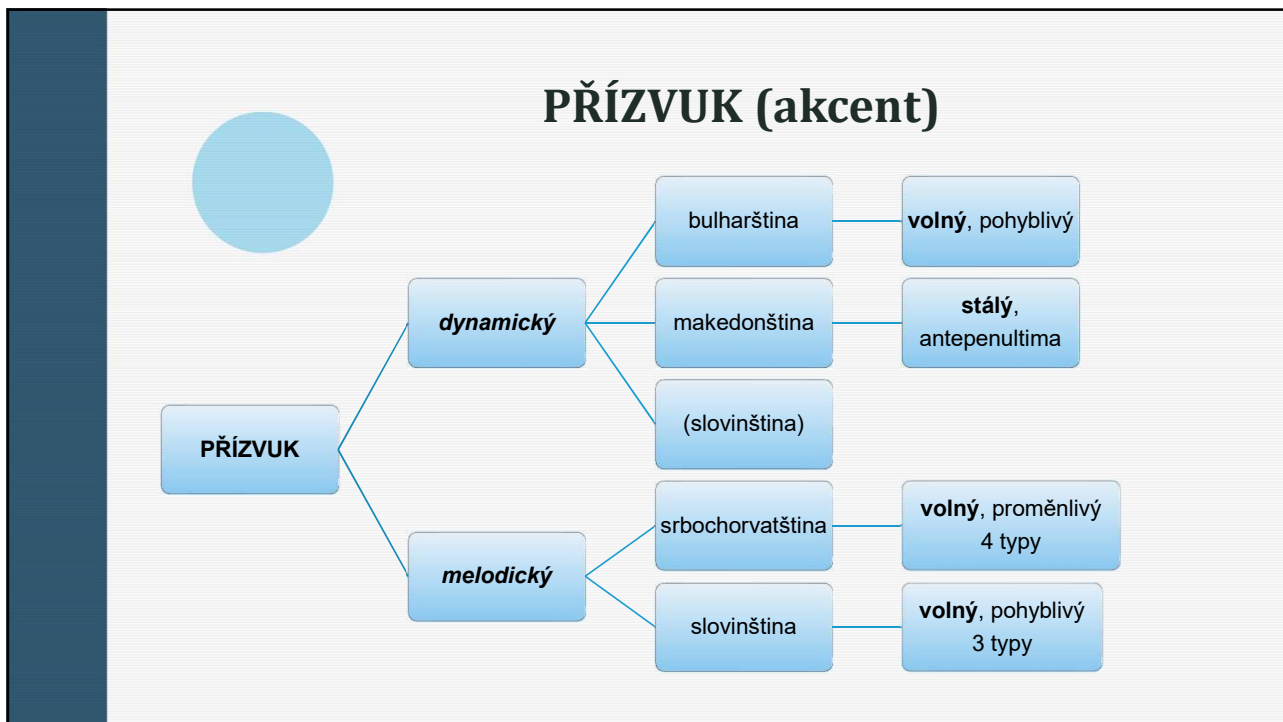 PŘÍZVUK (akcent)
PŘÍZVUK
dynamický
bulharština
volný, pohyblivý
makedonština
stálý,
antepenultima
(slovinština)
melodický
srbochorvatština
volný, proměnlivý
4 typy
slovinština
volný, pohyblivý
3 typy